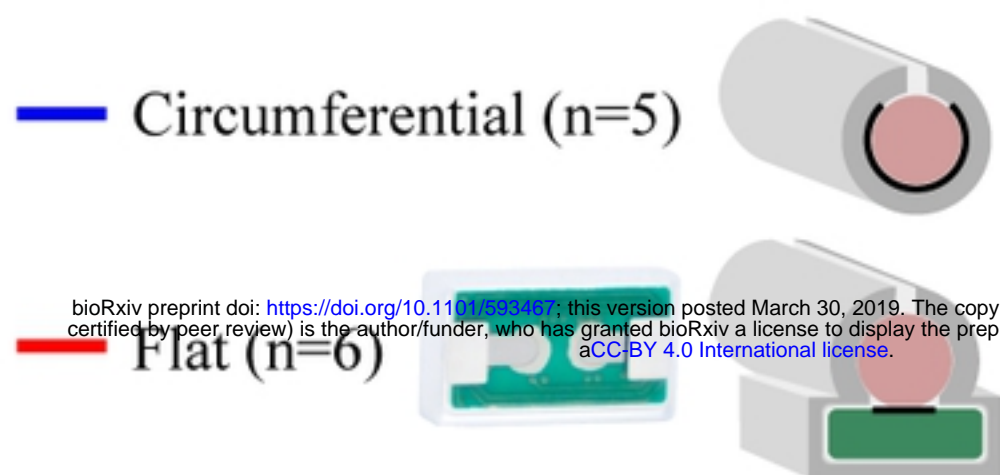 Circumferential (n=5)
bioRxiv preprint doi: https://doi.org/10.1101/593467; this version posted March 30, 2019. The copy
certified by peer review) is the author/funder, who has granted bioRxiv a license to display the prep
aCC-BY 4.0 International license.
Flat (n=6)